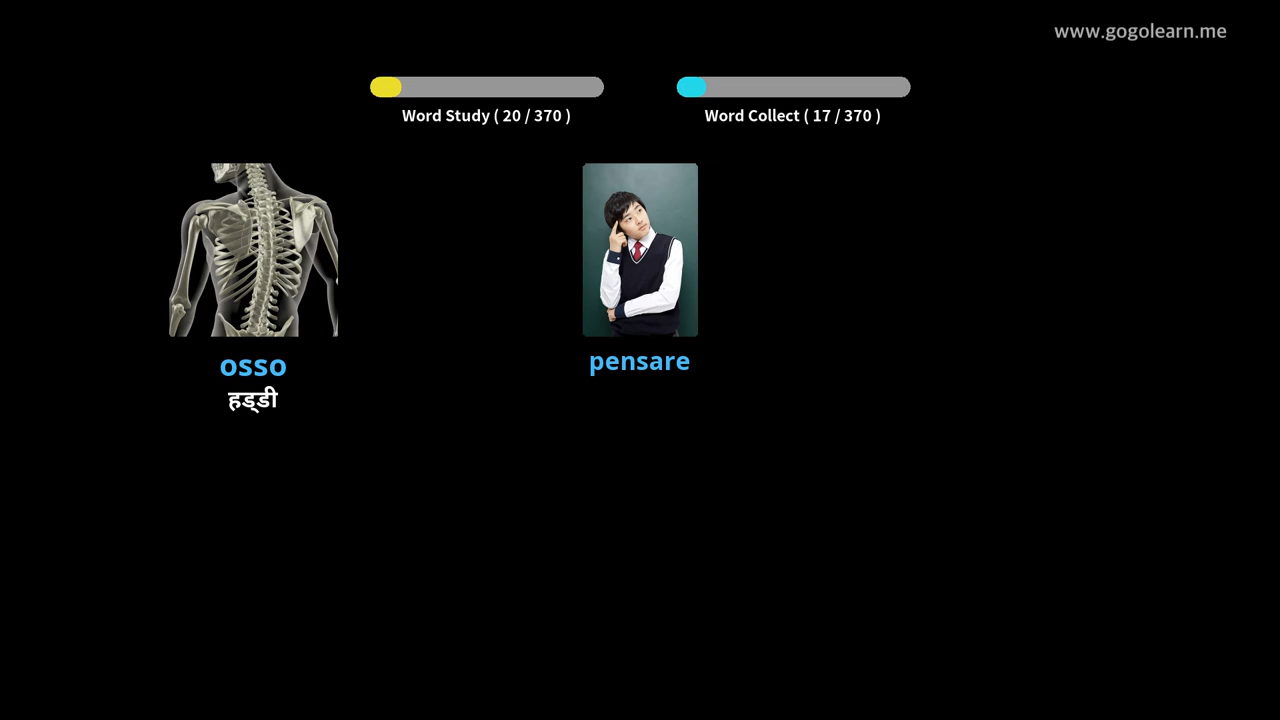 www.gogolearn.me
Word Study ( 20 / 370 )
Word Collect ( 17 / 370 )
osso
हड्डी
pensare